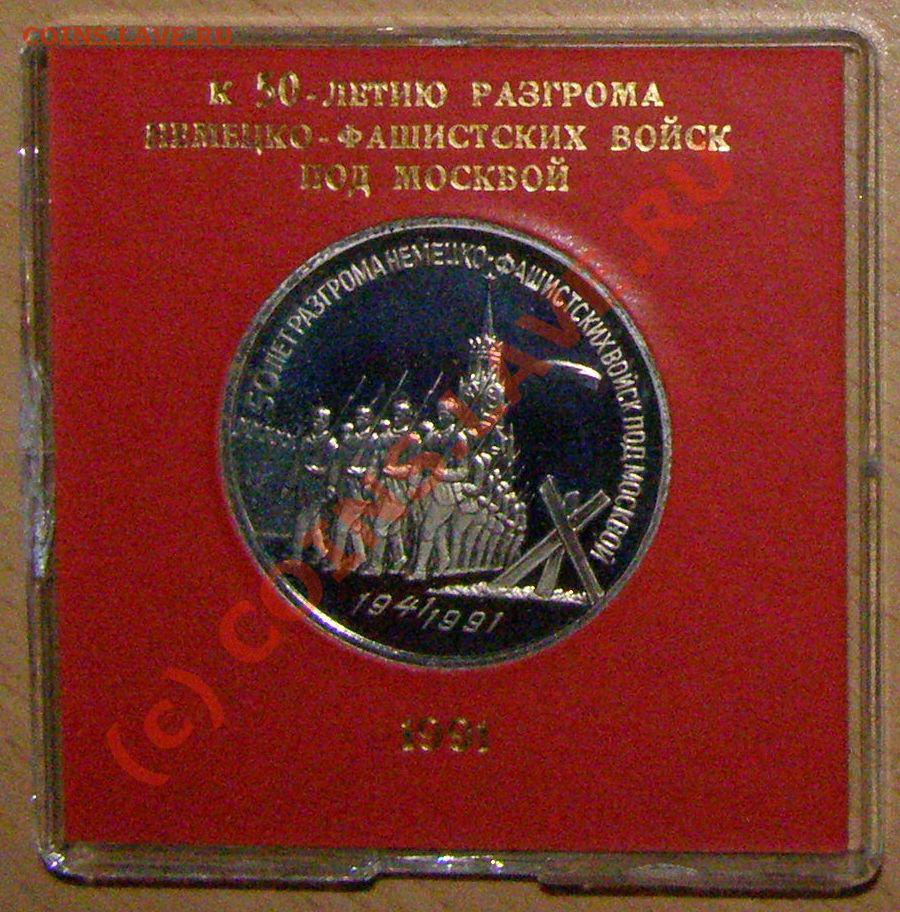 COINS.LAVE.RU
К 50-ЛЕТИЮ РАЗГРОМА
НЕМЕЦКО-ФАШИСТСКИХ ВОЙСК
ПОД МОСКВОЙ
50 ЛЕТ РАЗГРОМА НЕМЕЦКО-ФАШИСТСКИХ ВОЙСК ПОД МОСКВОЙ
1941/1991
1991
(c) COINS.LAVE.RU